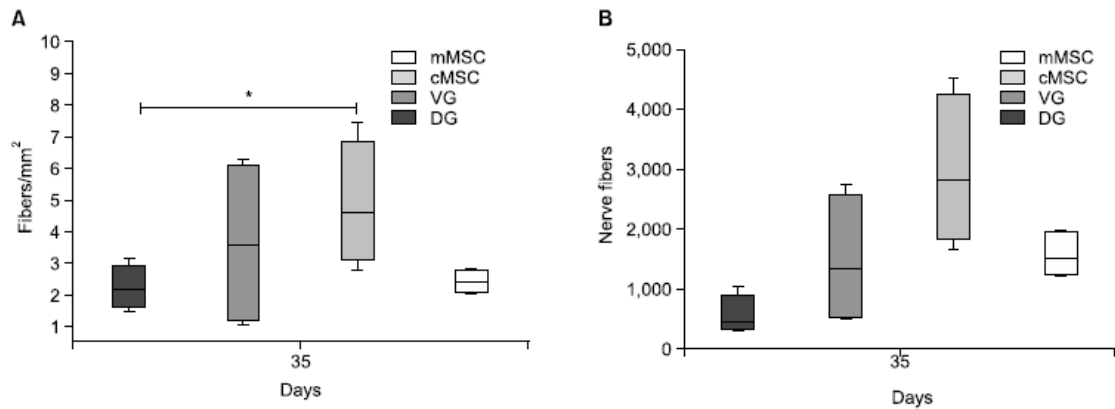 A
10
9
8
7
6
5
4
3
2
1
Fibers/mm²
*
mMSC
cMSC
VG
DG
35
Days
B
5,000
4,000
3,000
2,000
1,000
0
Nerve fibers
mMSC
cMSC
VG
DG
35
Days